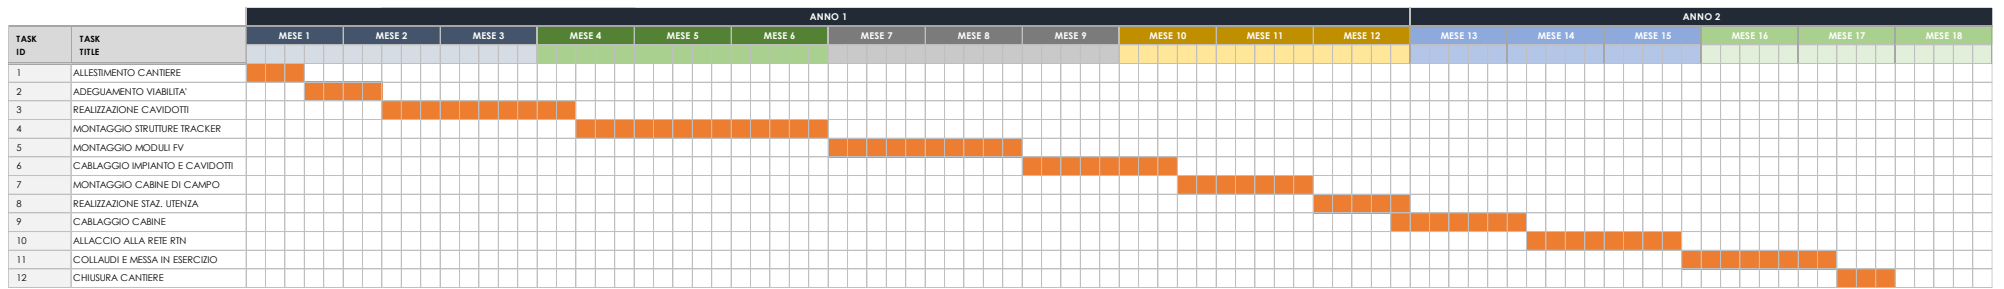 ANNO 1 ANNO 2
TASK ID TASK TITLE MESE 1 MESE 2 MESE 3 MESE 4 MESE 5 MESE 6 MESE 7 MESE 8 MESE 9 MESE 10 MESE 11 MESE 12 MESE 13 MESE 14 MESE 15 MESE 16 MESE 17 MESE 18
1 ALLESTIMENTO CANTIERE
2 ADEGUAMENTO VIABILITA'
3 REALIZZAZIONE CAVIDOTTI
4 MONTAGGIO STRUTTURE TRACKER
5 MONTAGGIO MODULI FV
6 CABLAGGIO IMPIANTO E CAVIDOTTI
7 MONTAGGIO CABINE DI CAMPO
8 REALIZZAZIONE STAZ. UTENZA
9 CABLAGGIO CABINE
10 ALLACCIO ALLA RETE RTN
11 COLLAUDI E MESSA IN ESERCIZIO
12 CHIUSURA CANTIERE